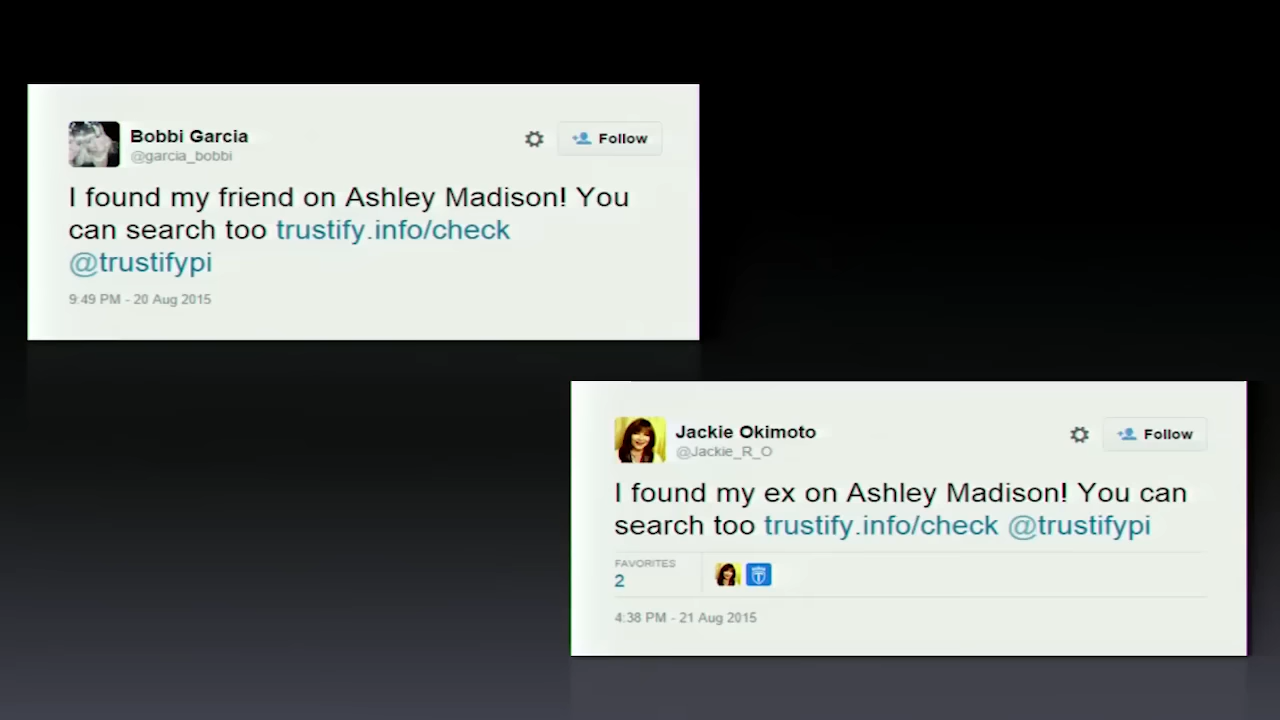 Bobbi Garcia
@garcia_bobbi
Follow
I found my friend on Ashley Madison! You
can search too trustify.info/check
@trustifypi
9:49 PM - 20 Aug 2015
Jackie Okimoto
@Jackie_R_O
Follow
I found my ex on Ashley Madison! You can
search too trustify.info/check @trustifypi
FAVORITES
2
4:38 PM - 21 Aug 2015